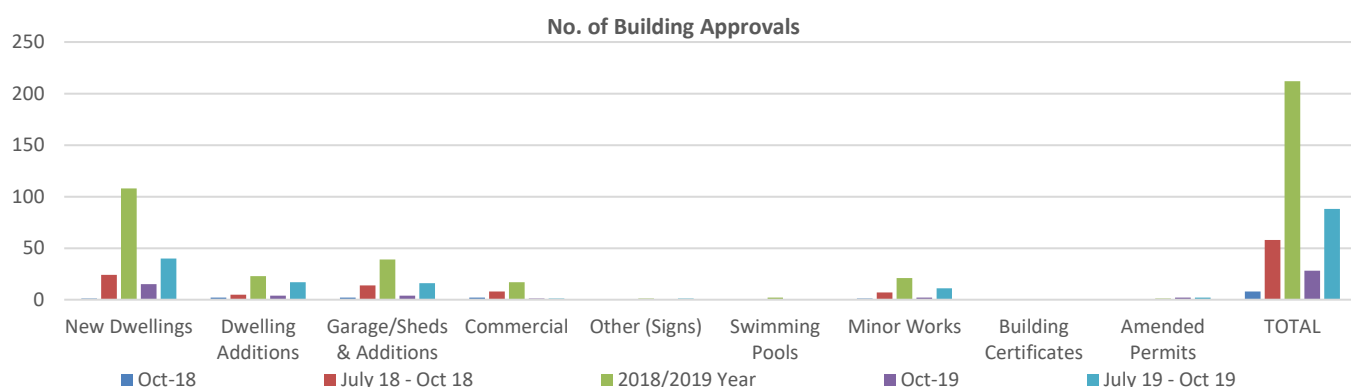 No. of Building Approvals
250
200
150
100
50
0
New Dwellings
Dwelling
Additions
Garage/Sheds
& Additions
Commercial
Other (Signs)
Swimming
Pools
Minor Works
Building
Certificates
Amended
Permits
TOTAL
Oct-18
July 18 - Oct 18
2018/2019 Year
Oct-19
July 19 - Oct 19